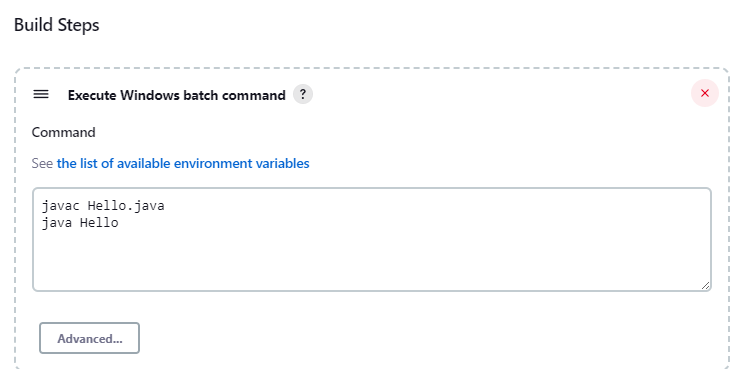 Build Steps
Execute Windows batch command ?
Command
See the list of available environment variables
javac Hello.java
java Hello
Advanced...